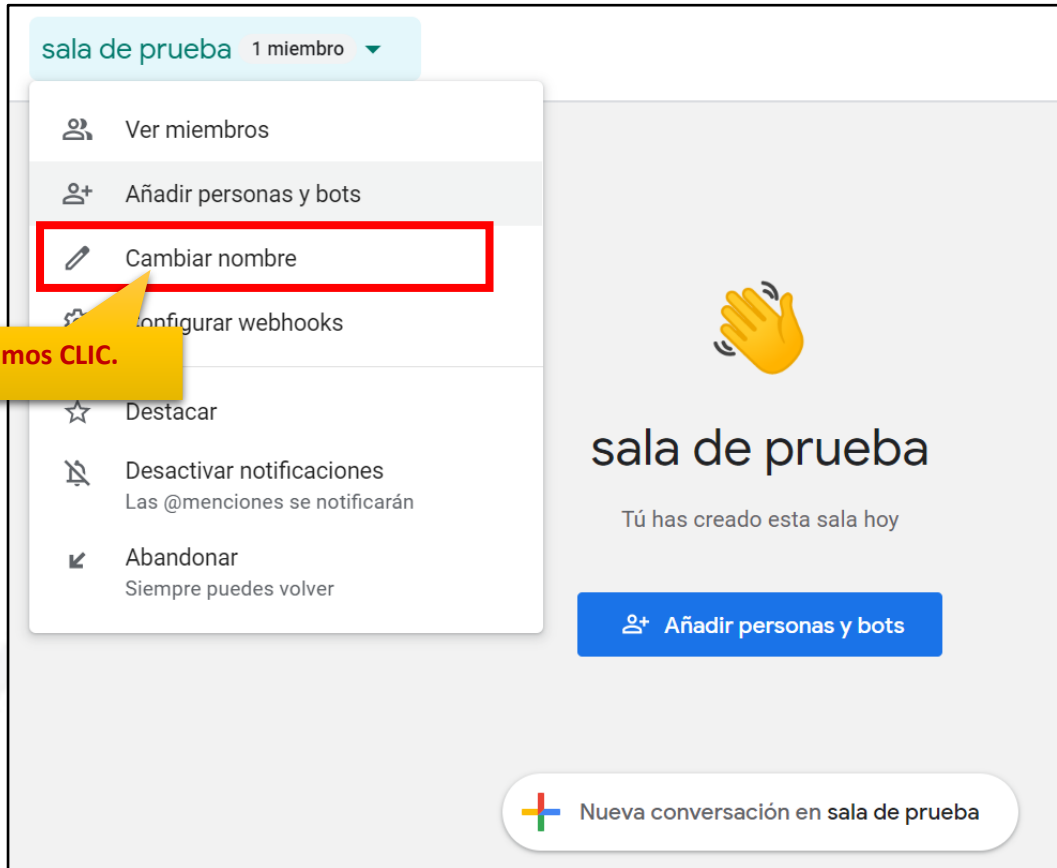 sala de prueba 1 miembro
Ver miembros
Añadir personas y bots
Cambiar nombre
onfigurar webhooks
mos CLIC.
Destacar
Desactivar notificaciones
Las @menciones se notificarán
Abandonar
Siempre puedes volver
sala de prueba
Tú has creado esta sala hoy
Añadir personas y bots
Nueva conversación en sala de prueba